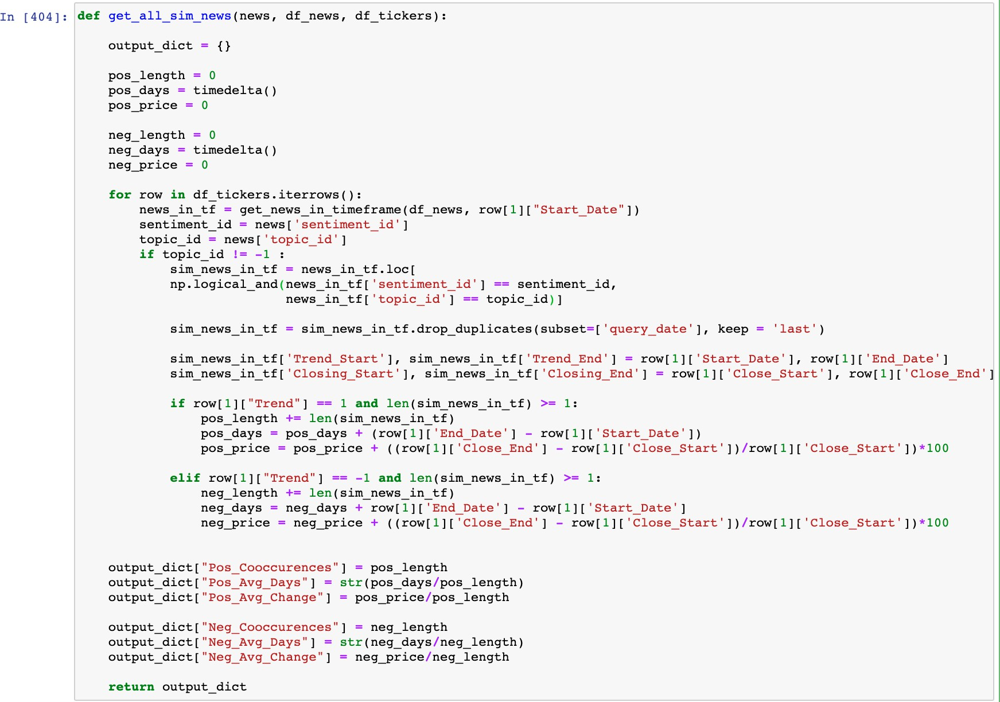 In [404]: def get_all_sim_news(news, df_news, df_tickers):
output_dict = {}
pos_length = 0
pos_days = timedelta()
pos_price = 0
neg_length = 0
neg_days = timedelta()
neg_price = 0
for row in df_tickers.iterrows():
news_in_tf = get_news_in_timeframe(df_news, row[1]["Start_Date"])
sentiment_id = news['sentiment_id']
topic_id = news['topic_id']
if topic_id != -1 :
sim_news_in_tf = news_in_tf.loc[
np.logical_and(news_in_tf['sentiment_id'] == sentiment_id,
news_in_tf['topic_id'] == topic_id)]
sim_news_in_tf = sim_news_in_tf.drop_duplicates(subset=['query_date'], keep = 'last')
sim_news_in_tf['Trend_Start'], sim_news_in_tf['Trend_End'] = row[1]['Start_Date'], row[1]['End_Date']
sim_news_in_tf['Closing_Start'], sim_news_in_tf['Closing_End'] = row[1]['Close_Start'], row[1]['Close_End']
if row[1]["Trend"] == 1 and len(sim_news_in_tf) >= 1:
pos_length += len(sim_news_in_tf)
pos_days = pos_days + (row[1]['End_Date'] - row[1]['Start_Date'])
pos_price = pos_price + ((row[1]['Close_End'] - row[1]['Close_Start'])/row[1]['Close_Start'])*100
elif row[1]["Trend"] == -1 and len(sim_news_in_tf) >= 1:
neg_length += len(sim_news_in_tf)
neg_days = neg_days + row[1]['End_Date'] - row[1]['Start_Date']
neg_price = neg_price + ((row[1]['Close_End'] - row[1]['Close_Start'])/row[1]['Close_Start'])*100
output_dict["Pos_Cooccurences"] = pos_length
output_dict["Pos_Avg_Days"] = str(pos_days/pos_length)
output_dict["Pos_Avg_Change"] = pos_price/pos_length
output_dict["Neg_Cooccurences"] = neg_length
output_dict["Neg_Avg_Days"] = str(neg_days/neg_length)
output_dict["Neg_Avg_Change"] = neg_price/neg_length
return output_dict